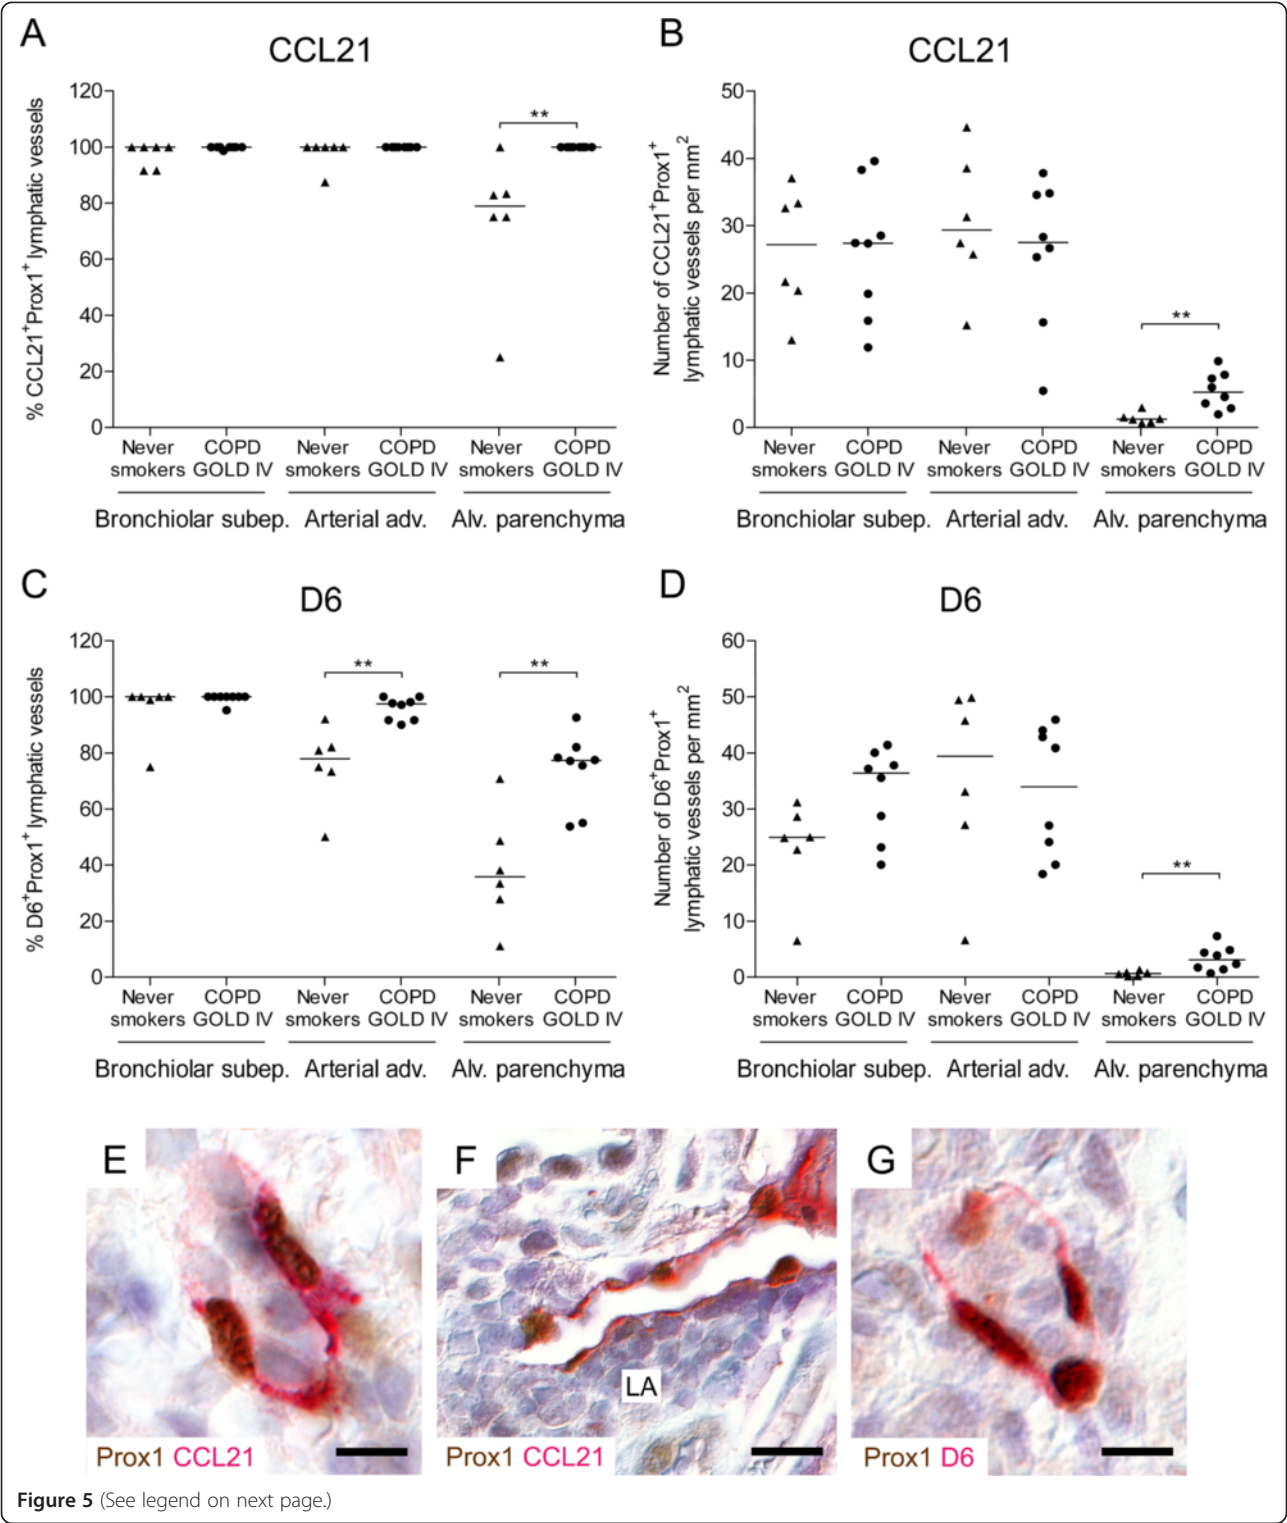 A
CCL21
% CCL21+Prox1+ lymphatic vessels
120
100
80
60
40
20
0
**
Never smokers
COPD GOLD IV
Never smokers
COPD GOLD IV
Never smokers
COPD GOLD IV
Bronchiolar subep.
Arterial adv.
Alv. parenchyma
B
CCL21
Number of CCL21+Prox1+
lymphatic vessels per mm2
50
40
30
20
10
0
**
Never smokers
COPD GOLD IV
Never smokers
COPD GOLD IV
Never smokers
COPD GOLD IV
Bronchiolar subep.
Arterial adv.
Alv. parenchyma
C
D6
% D6+Prox1+ lymphatic vessels
120
100
80
60
40
20
0
**
**
Never smokers
COPD GOLD IV
Never smokers
COPD GOLD IV
Never smokers
COPD GOLD IV
Bronchiolar subep.
Arterial adv.
Alv. parenchyma
D
D6
Number of D6+Prox1+
lymphatic vessels per mm2
60
50
40
30
20
10
0
**
Never smokers
COPD GOLD IV
Never smokers
COPD GOLD IV
Never smokers
COPD GOLD IV
Bronchiolar subep.
Arterial adv.
Alv. parenchyma
E
Prox1 CCL21
F
LA
Prox1 CCL21
G
Prox1 D6
Figure 5 (See legend on next page.)